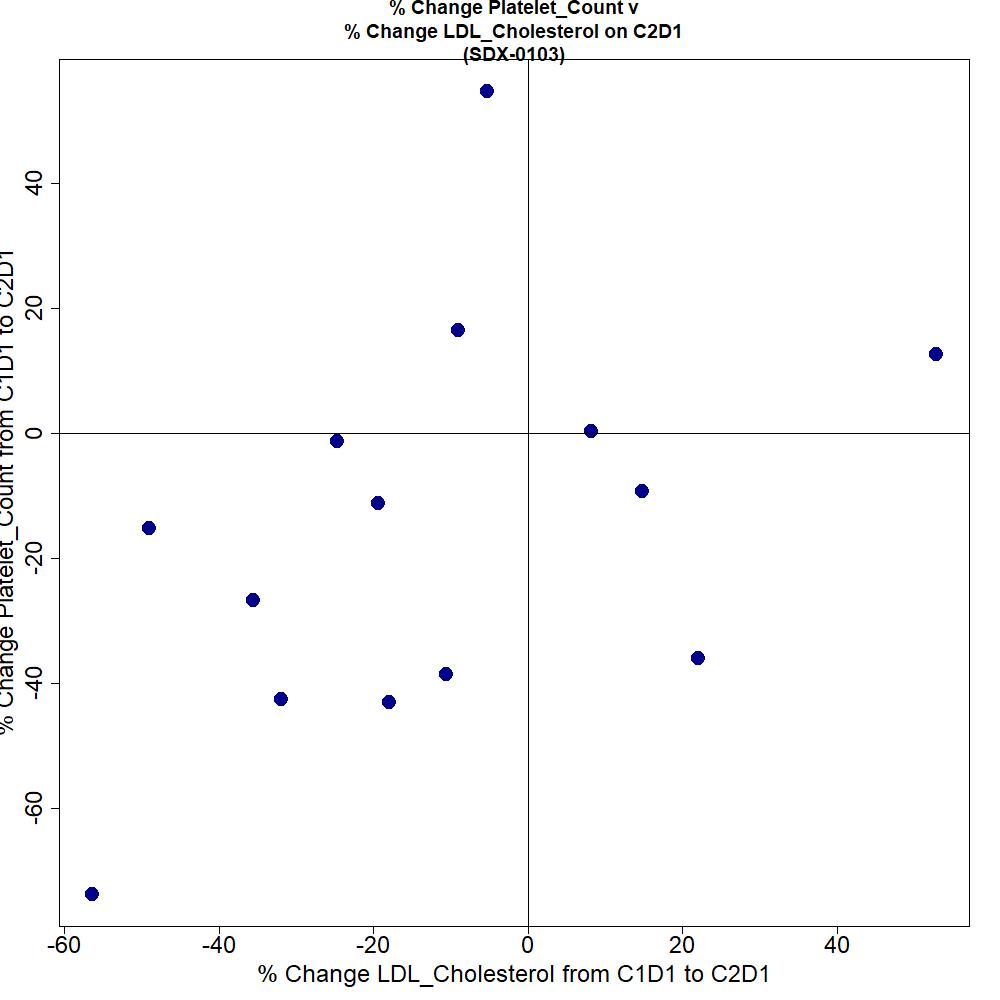 % Change Platelet_Count v
% Change LDL_Cholesterol on C2D1
(SDX-0103)
% Change Platelet_Count from C1D1 to C2D1
40
20
0
-20
-40
-60
-60
-40
-20
0
20
40
% Change LDL_Cholesterol from C1D1 to C2D1